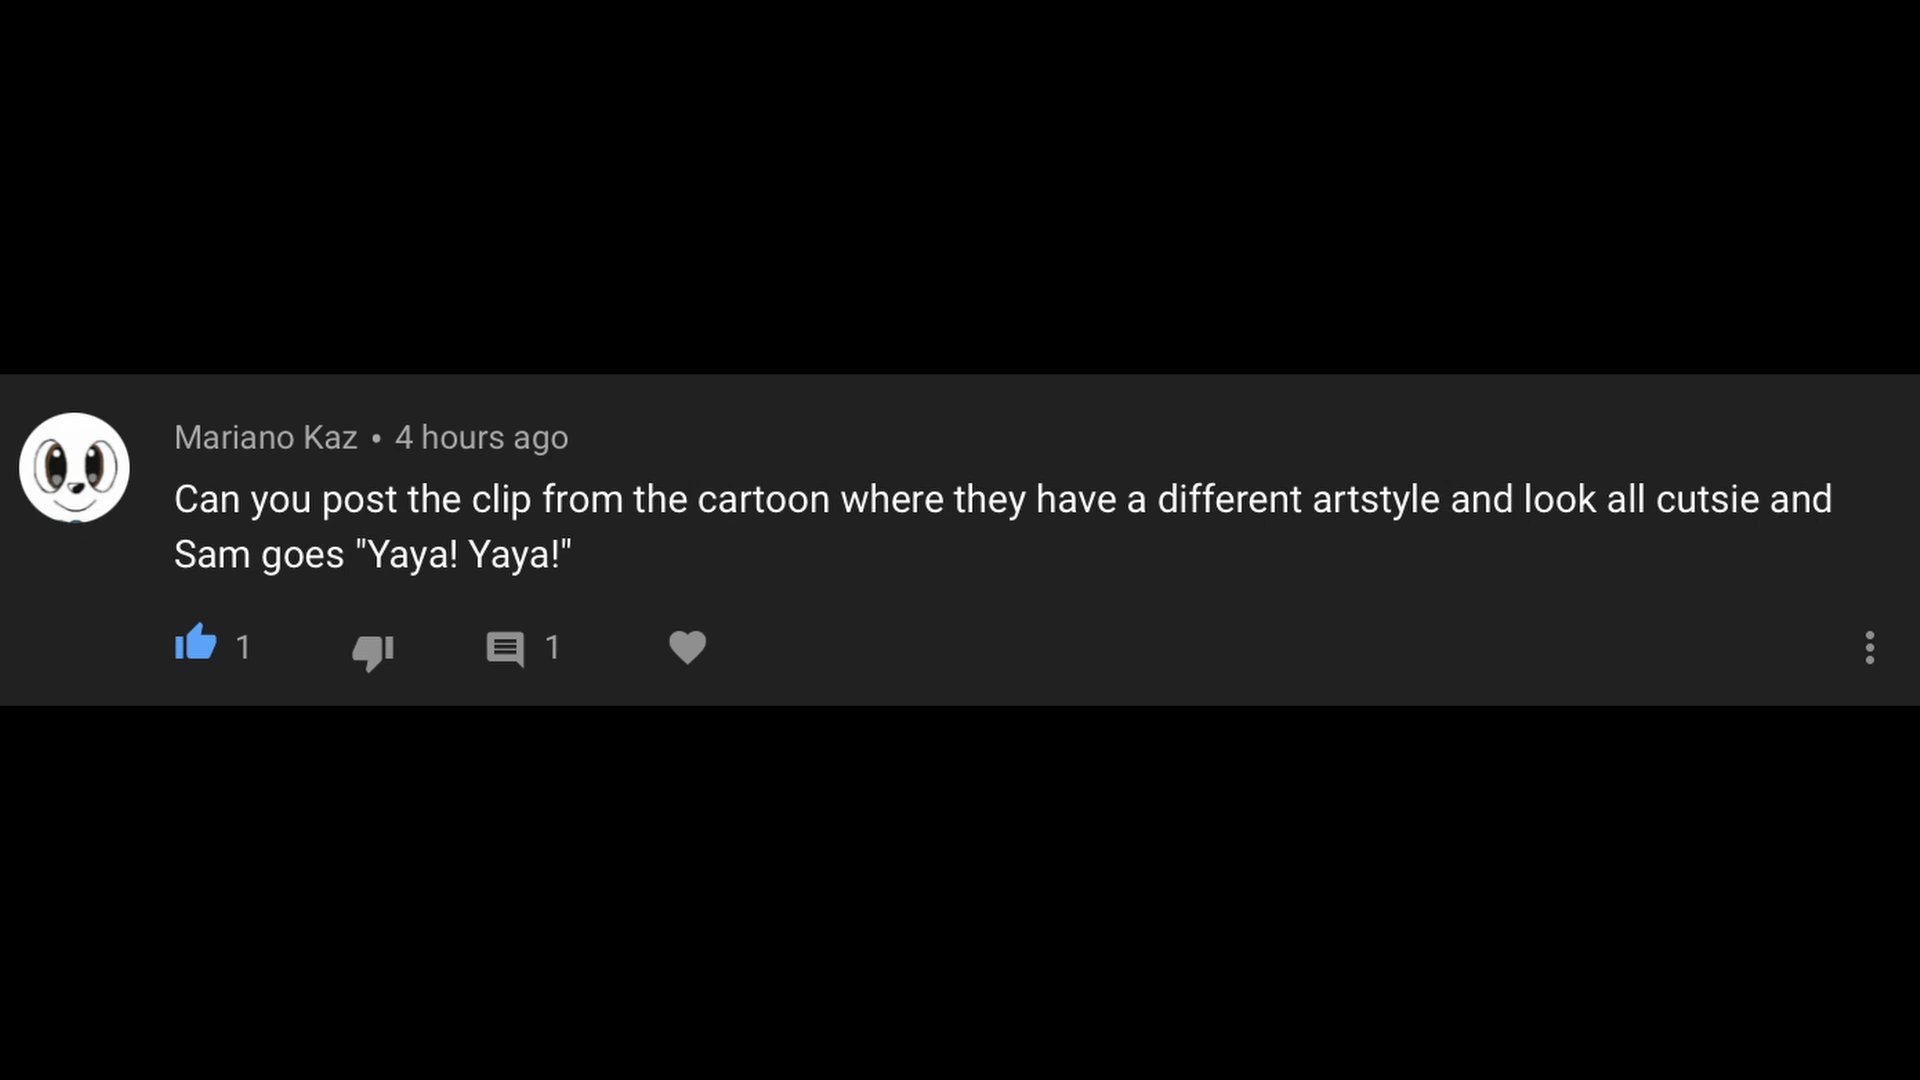 Mariano Kaz • 4 hours ago
Can you post the clip from the cartoon where they have a different artstyle and look all cutsie and
Sam goes "Yaya! Yaya!"
1 1